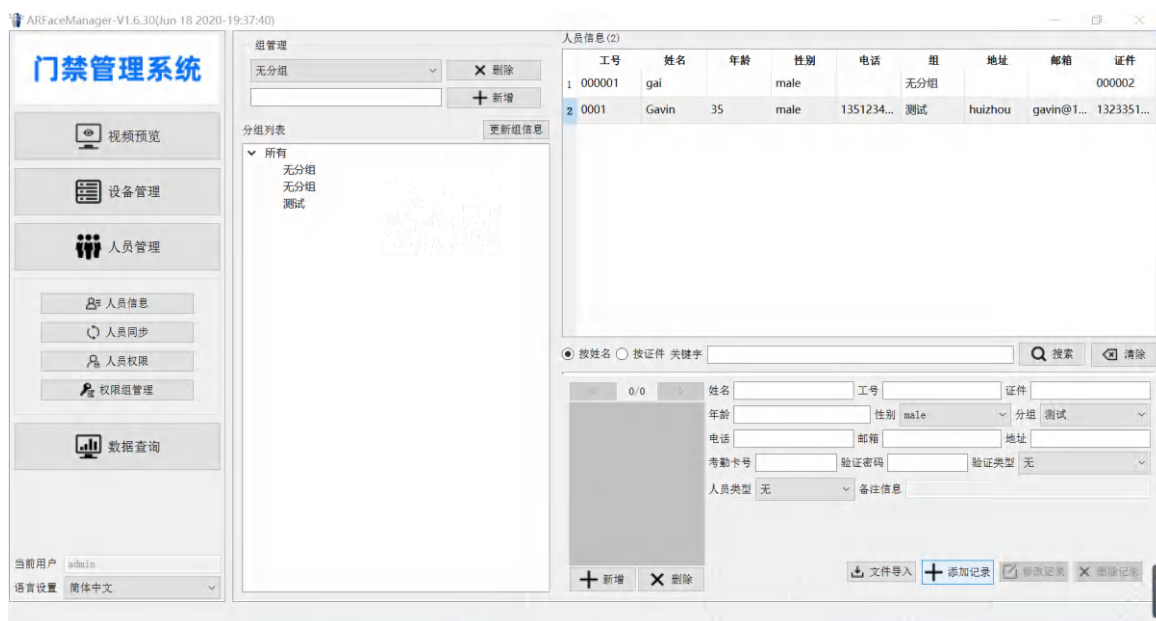 ARFaceManager-V1.6.30(Jun 18 2020-19:37:40)
门禁管理系统
视频预览
设备管理
人员管理
人员信息
人员同步
人员权限
权限组管理
数据查询
当前用户 admin
语言设置 简体中文
组管理
无分组 删除
新增
分组列表 更新组信息
所有
无分组
无分组
测试
人员信息(2)
工号 姓名 年龄 性别 电话 组 地址 邮箱 证件
1 000001 gai male 无分组 000002
2 0001 Gavin 35 male 1351234... 测试 huizhou gavin@1... 1323351...
按姓名 按证件 关键字 搜索 清除
0/0
姓名 工号 证件
年龄 性别 male 分组 测试
电话 邮箱 地址
考勤卡号 验证密码 验证类型 无
人员类型 无 备注信息
新增 删除
文件导入 添加记录 修改记录 删除记录